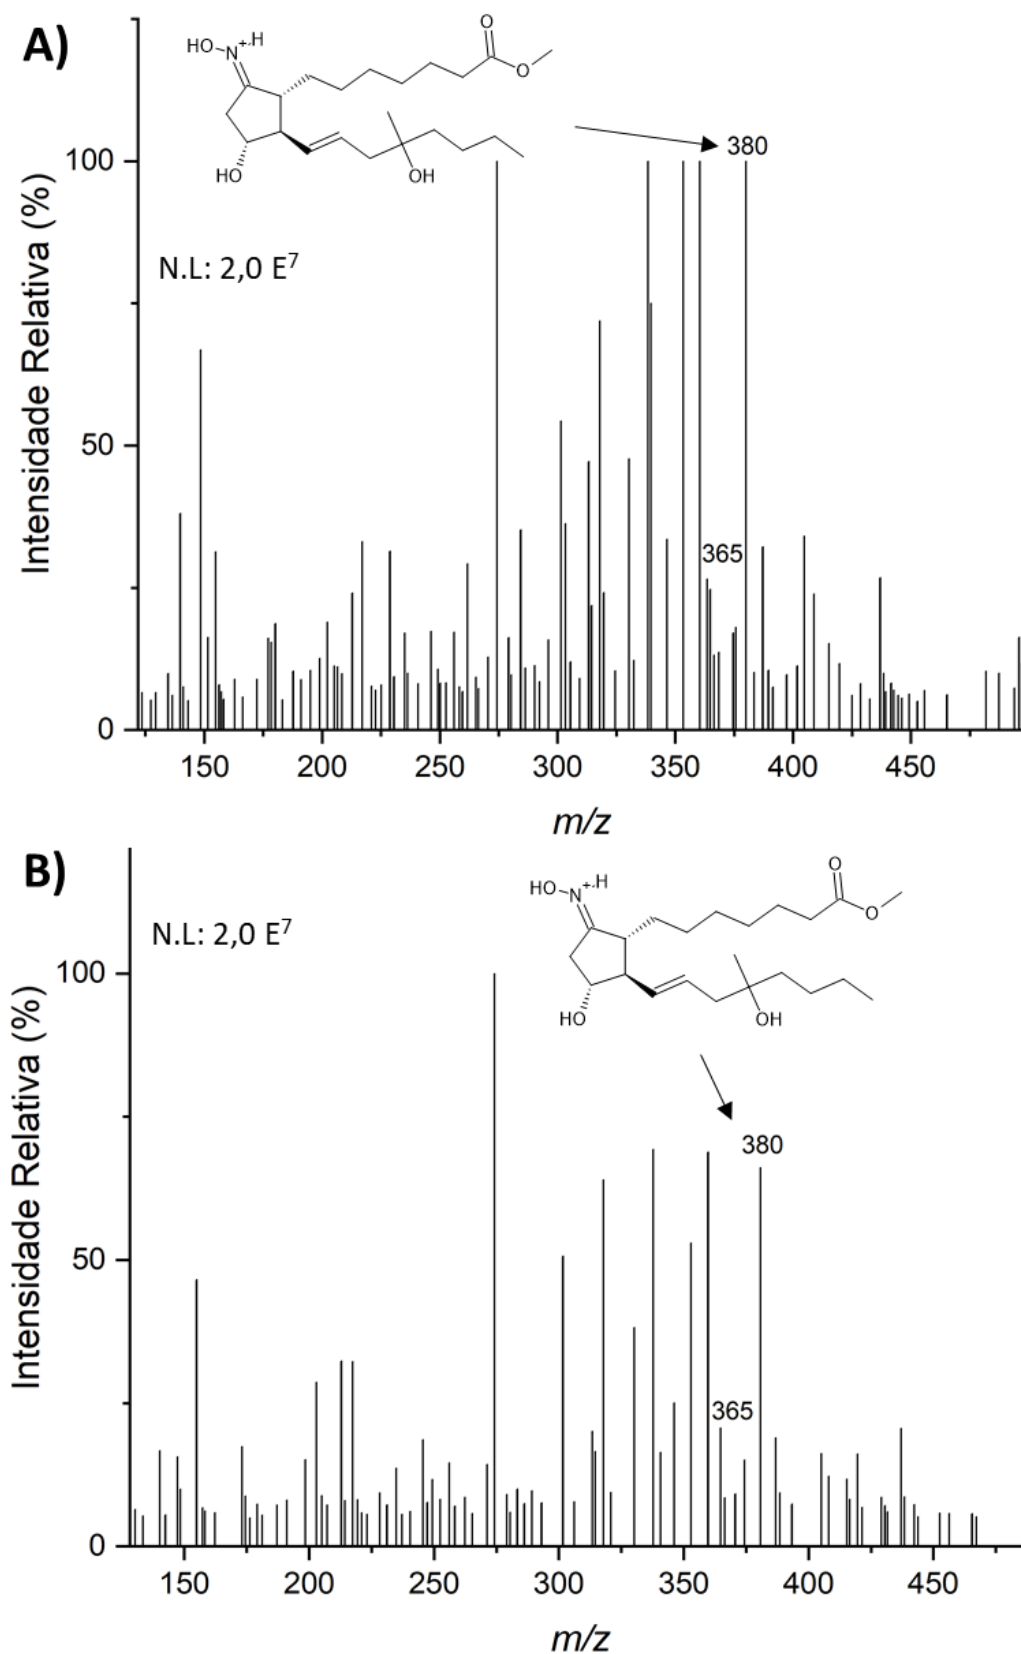 A)
HO
N
+
H
O
O
HO
OH
380
100
N.L: 2,0 E⁷
50
365
0
150
200
250
300
350
400
450
Intensidade Relativa (%)
m/z
B)
HO
N
+
H
O
O
HO
OH
N.L: 2,0 E⁷
100
380
50
365
0
150
200
250
300
350
400
450
Intensidade Relativa (%)
m/z